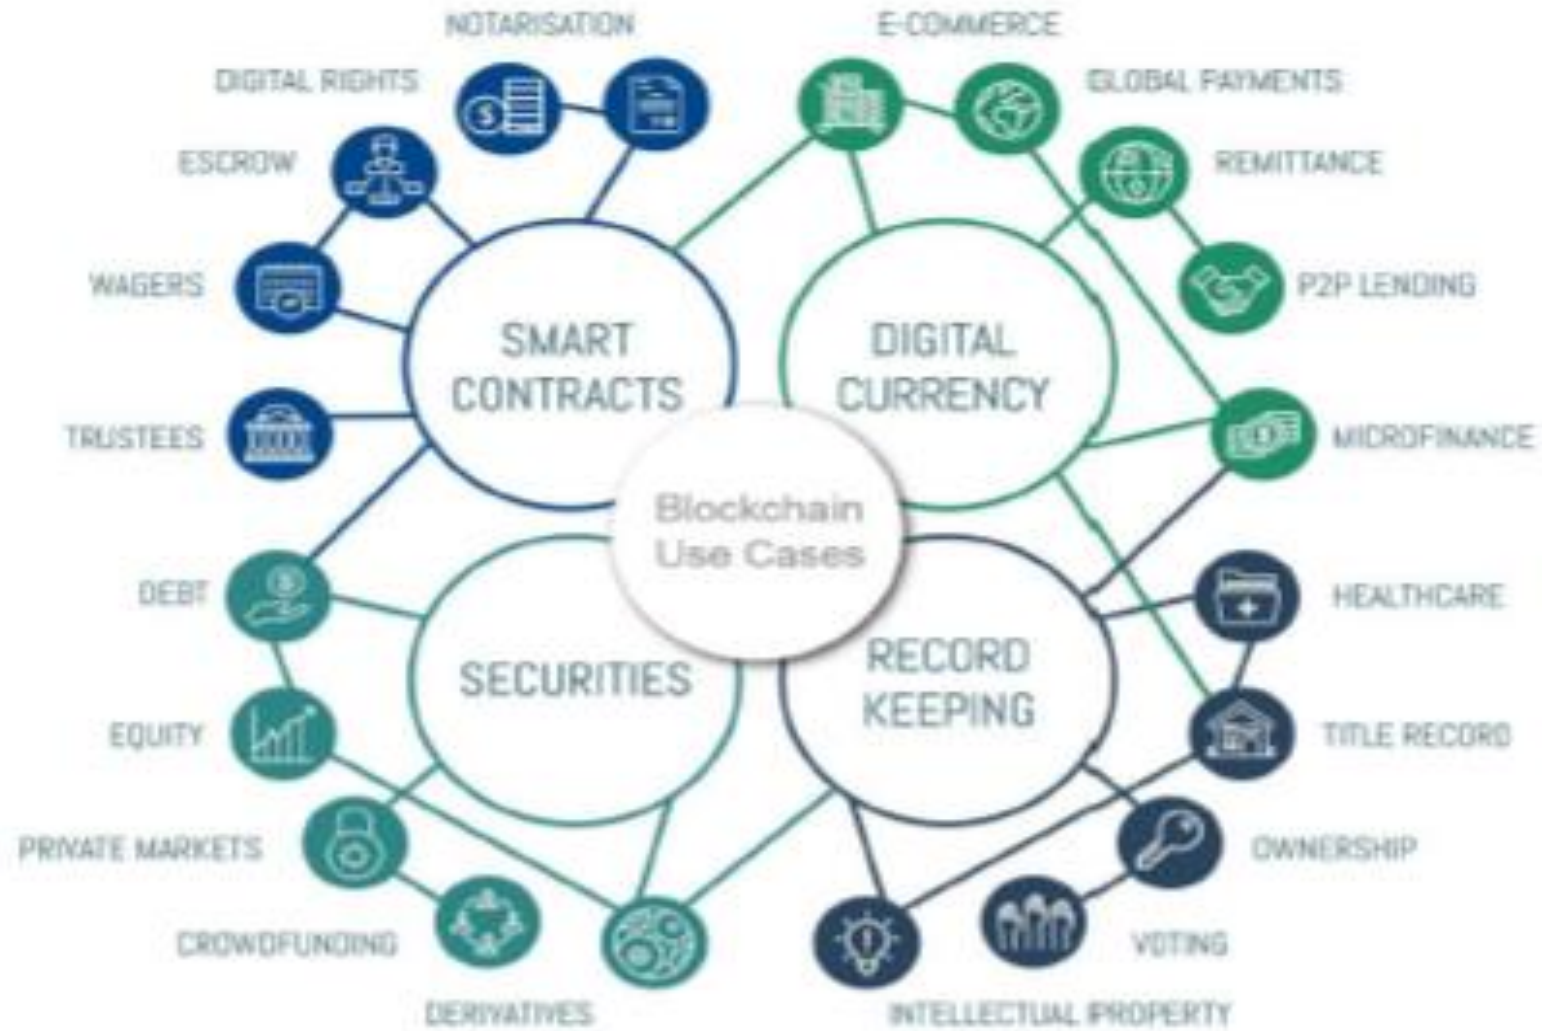 NOTARISATION
E-COMMERCE
DIGITAL RIGHTS
GLOBAL PAYMENTS
ESCROW
REMITTANCE
WAGERS
P2P LENDING
SMART
CONTRACTS
DIGITAL
CURRENCY
TRUSTEES
MICROFINANCE
Blockchain
Use Cases
DEBT
HEALTHCARE
SECURITIES
RECORD
KEEPING
EQUITY
TITLE RECORD
PRIVATE MARKETS
OWNERSHIP
CROWDFUNDING
VOTING
DERIVATIVES
INTELLECTUAL PROPERTY